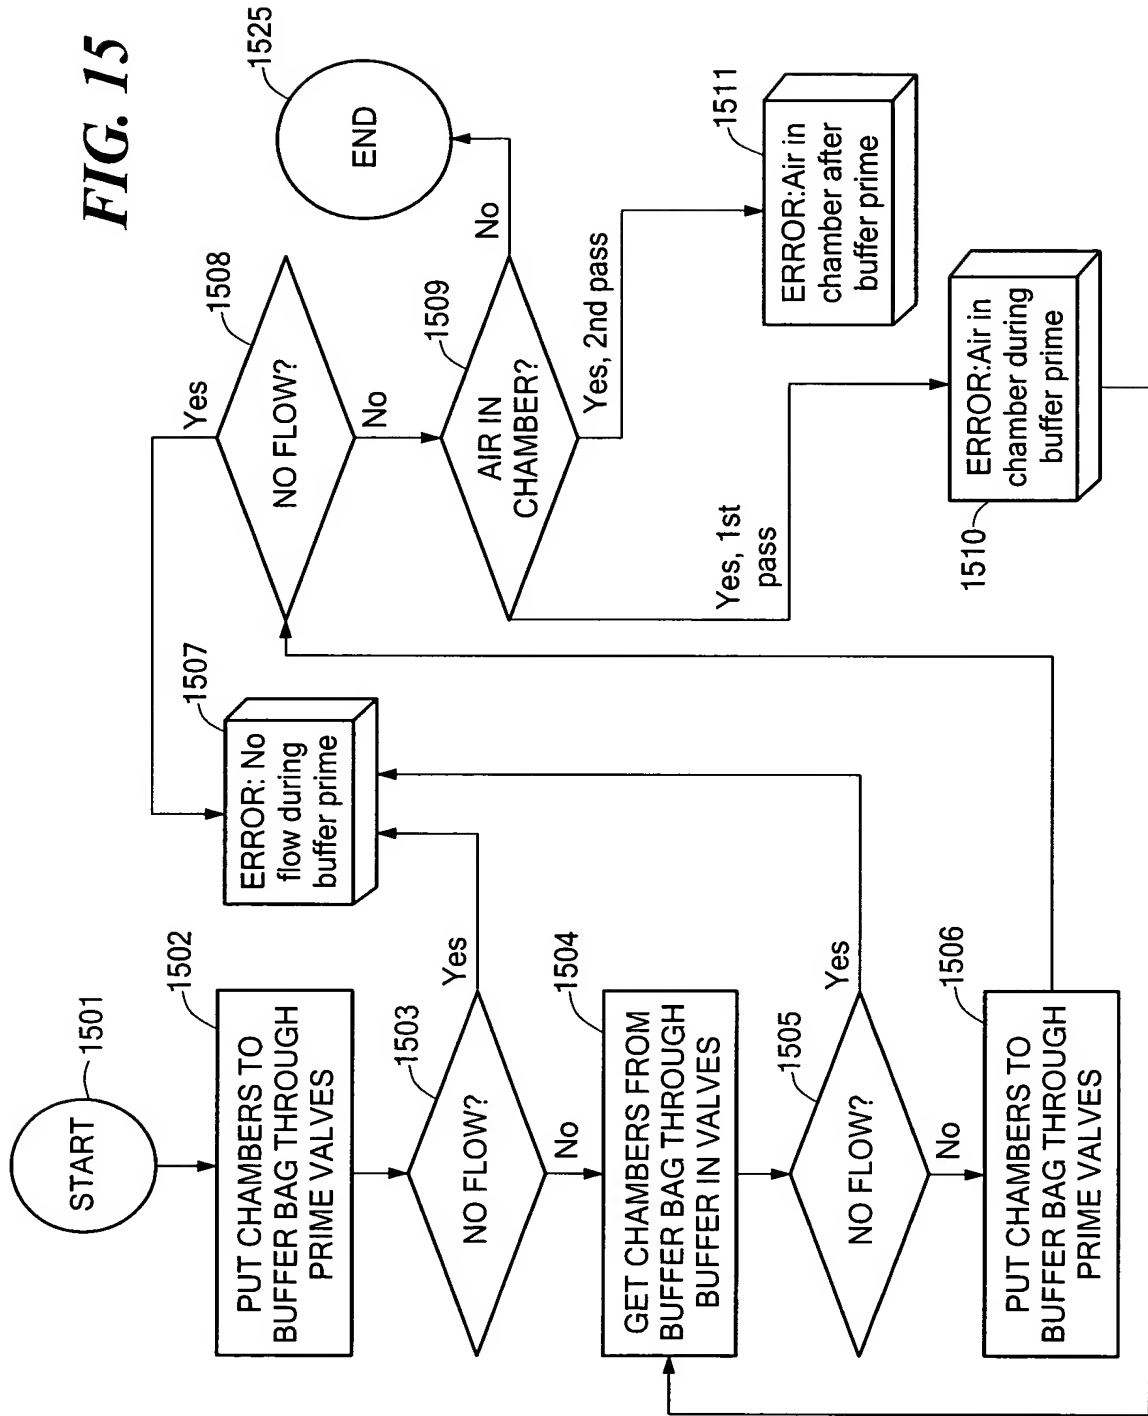 FIG. 15
START
1501
PUT CHAMBERS TO
BUFFER BAG THROUGH
PRIME VALVES
1502
NO FLOW?
1503
Yes
No
GET CHAMBERS FROM
BUFFER BAG THROUGH
BUFFER IN VALVES
1504
NO FLOW?
1505
Yes
No
PUT CHAMBERS TO
BUFFER BAG THROUGH
PRIME VALVES
1506
ERROR: No
flow during
buffer prime
1507
NO FLOW?
1508
Yes
No
AIR IN
CHAMBER?
1509
No
END
1525
Yes, 1st
pass
Yes, 2nd pass
ERROR:Air in
chamber during
buffer prime
1510
ERROR:Air in
chamber after
buffer prime
1511